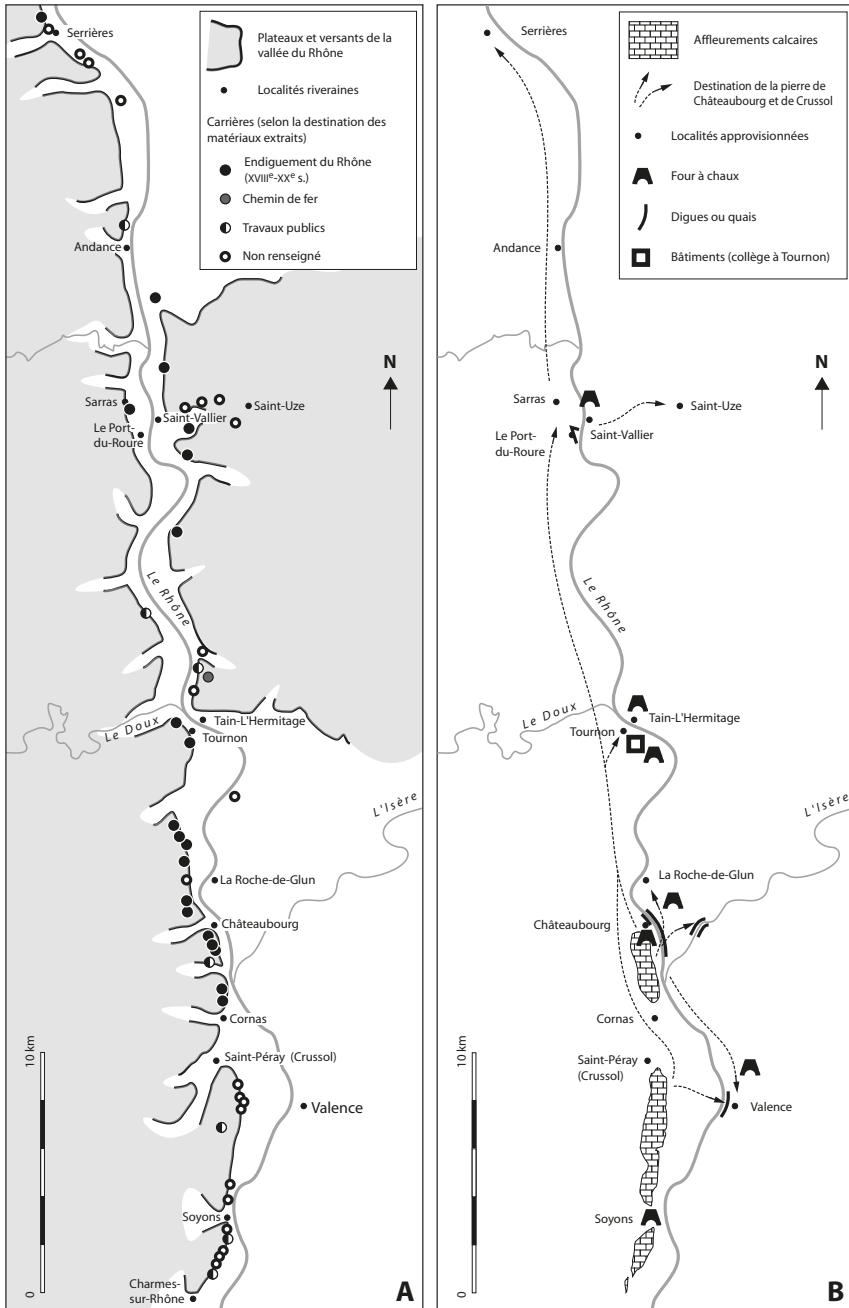 Serrières
Plateaux et versants de la
vallée du Rhône
Localités riveraines
Carrières (selon la destination des
matériaux extraits)
Endiguement du Rhône
(XVIIIe-XXe s.)
Chemin de fer
Travaux publics
Non renseigné
Andance
N
Sarras
Saint-Uze
Saint-Vallier
Le Port-
du-Roure
Le Rhône
Le Doux
Tain-L'Hermitage
Tournon
L'Isère
La Roche-de-Glun
Châteaubourg
Cornas
10 km
Saint-Péray (Crussol)
Valence
Soyons
Charmes-
sur-Rhône
0
A
Serrières
Affleurements calcaires
Destination de la pierre de
Châteaubourg et de Crussol
Localités approvisionnées
Four à chaux
Digues ou quais
Bâtiments (collège à Tournon)
Andance
N
Sarras
Saint-Uze
Le Port-
du-Roure
Saint-Vallier
Le Rhône
Le Doux
Tain-L'Hermitage
Tournon
L'Isère
La Roche-de-Glun
Châteaubourg
Cornas
10 km
Saint-Péray
(Crussol)
Valence
Soyons
0
B